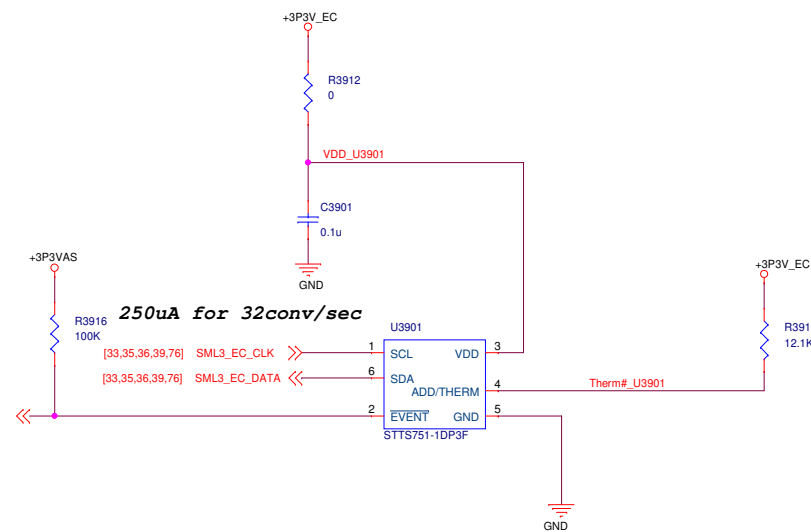 +3P3V_EC
R3912
0
VDD_U3901
C3901
0.1u
GND
+3P3VAS
+3P3V_EC
R3916
100K
250uA for 32conv/sec
R391
12.1K
U3901
[33,35,36,39,76] SML3_EC_CLK
1
SCL
VDD
3
[33,35,36,39,76] SML3_EC_DATA
6
SDA
ADD/THERM
4
Therm#_U3901
2
EVENT
GND
5
STTS751-1DP3F
GND